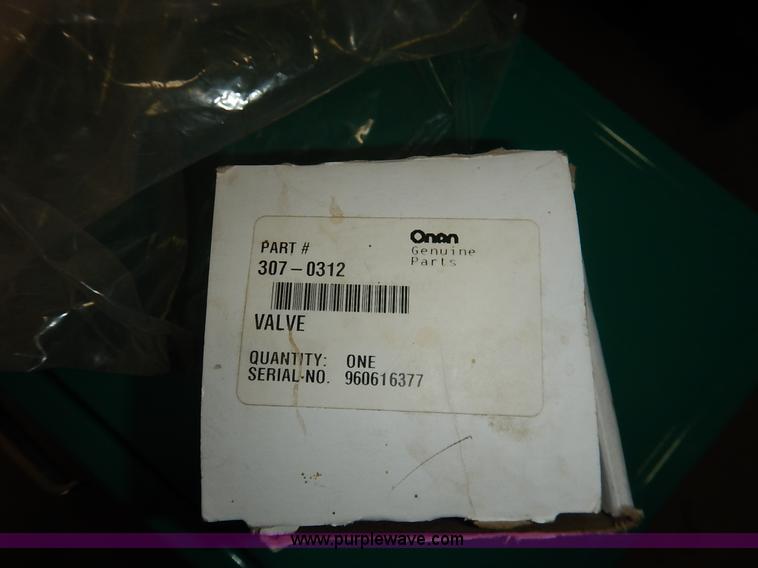 Onan
Genuine
Parts
PART #
307-0312
VALVE
QUANTITY: ONE
SERIAL-NO. 960616377
www.purplewave.com